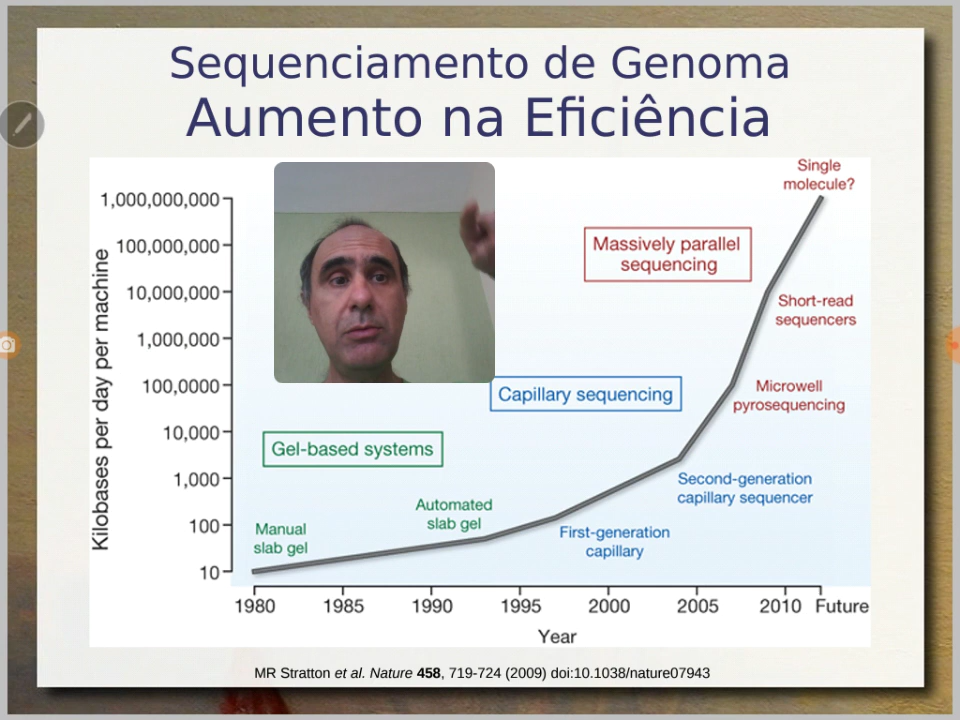 Sequenciamento de Genoma
Aumento na Eficiência
Single
molecule?
1,000,000,000
Massively parallel
sequencing
100,000,000
10,000,000
Short-read
sequencers
1,000,000
100,0000
Microwell
pyrosequencing
Capillary sequencing
10,000
Gel-based systems
1,000
Second-generation
capillary sequencer
Automated
slab gel
100
Manual
slab gel
First-generation
capillary
10
Kilobases per day per machine
1980 1985 1990 1995 2000 2005 2010 Future
Year
MR Stratton et al. Nature 458, 719-724 (2009) doi:10.1038/nature07943